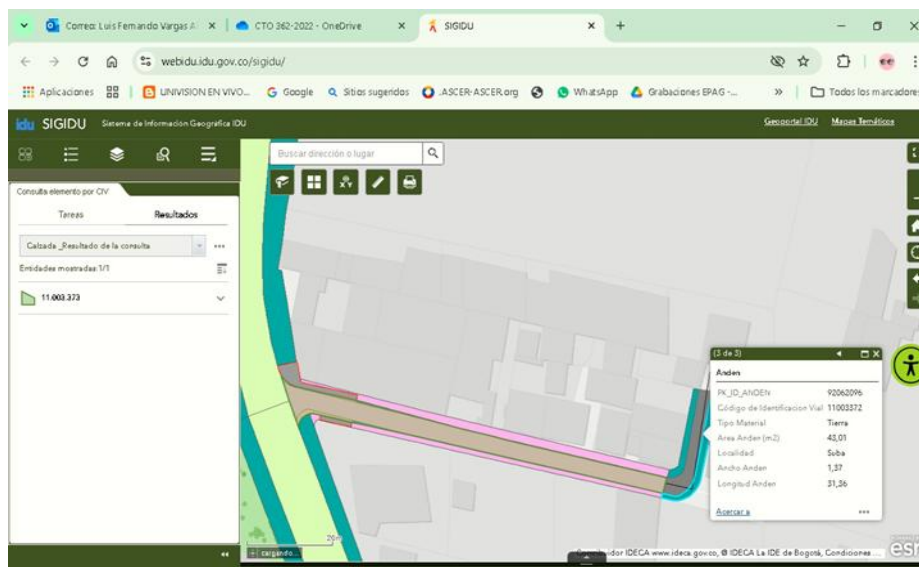 Correo: Luis Fernando Vargas A
CTO 362-2022 - OneDrive
SIGIDU
webidu.idu.gov.co/sigidu/
Aplicaciones
UNIVISION EN VIVO...
Google
Sitios sugeridos
.ASCER-ASCER.org
WhatsApp
Grabaciones EPAG -...
Todos los marcadores
idu SIGIDU Sistema de Información Geográfica IDU
Geoportal IDU Mapas Temáticos
Buscar dirección o lugar
Consulta elemento por CIV
Tareas Resultados
Calzada _Resultado de la consulta
Entidades mostradas:1/1
11.003.373
(3 de 3)
Anden
PK_ID_ANDEN 92062096
Código de Identificacion Vial 11003372
Tipo Material Tierra
Area Anden (m2) 43,01
Localidad Suba
Ancho Anden 1,37
Longitud Anden 31,36
Acercar a
20m
cargando...
idor IDECA www.ideca.gov.co, @ IDECA La IDE de Bogotá, Condiciones ...
esri